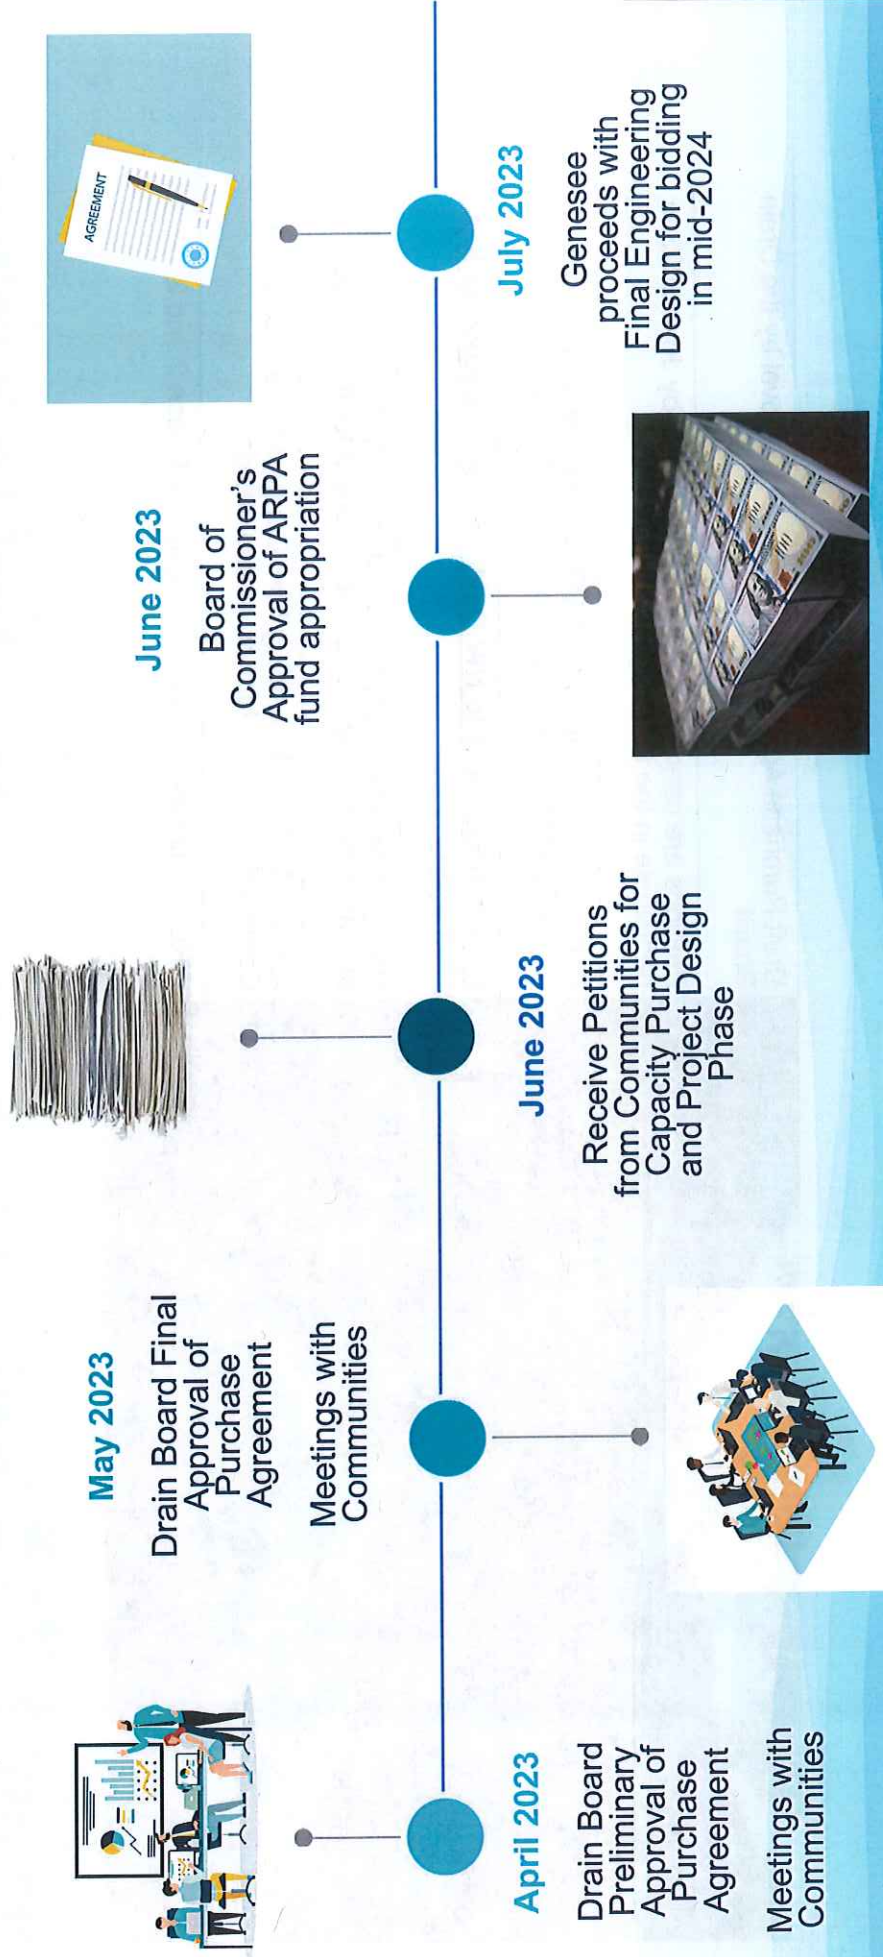 April 2023
Drain Board
Preliminary
Approval of
Purchase
Agreement
Meetings with
Communities
May 2023
Drain Board Final
Approval of
Purchase
Agreement
Meetings with
Communities
June 2023
Receive Petitions
from Communities for
Capacity Purchase
and Project Design
Phase
June 2023
Board of
Commissioner's
Approval of ARPA
fund appropriation
100
AGREEMENT
July 2023
Genesee
proceeds with
Final Engineering
Design for bidding
in mid-2024